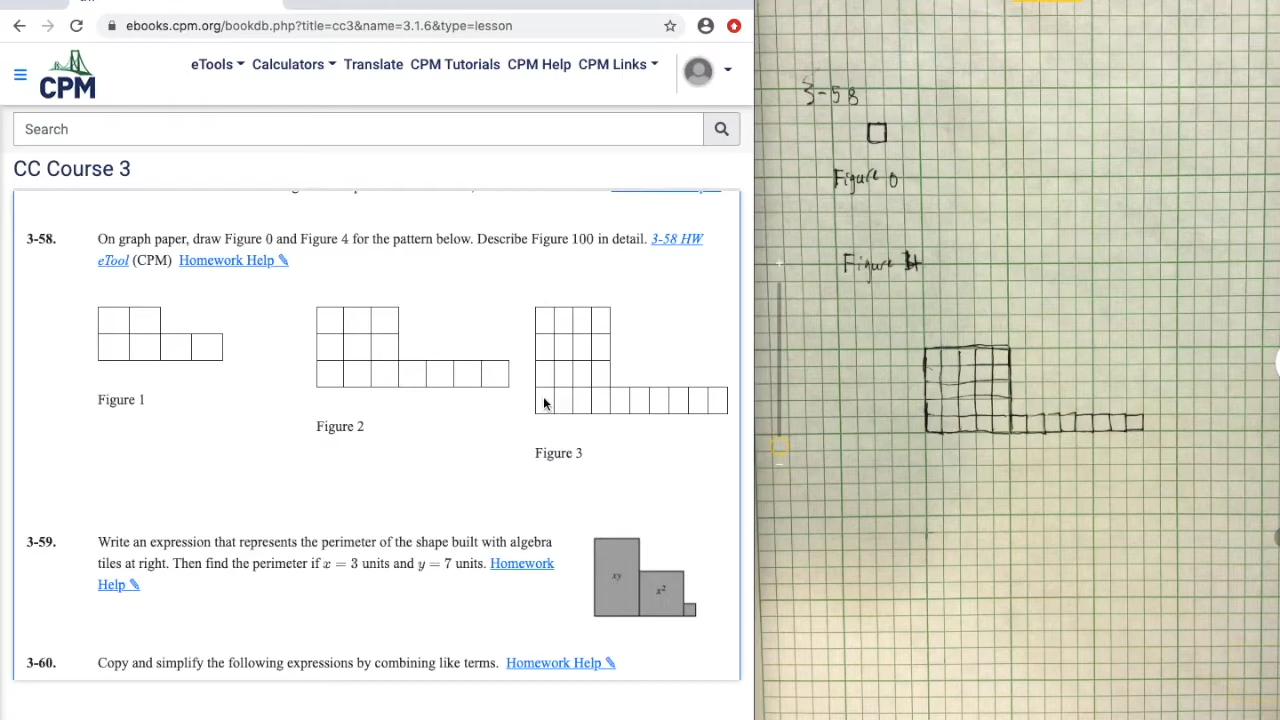 ebooks.cpm.org/bookdb.php?title=cc3&name=3.1.6&type=lesson
CPM
eTools Calculators Translate CPM Tutorials CPM Help CPM Links
Search
CC Course 3
3-58. On graph paper, draw Figure 0 and Figure 4 for the pattern below. Describe Figure 100 in detail. 3-58 HW
eTool (CPM) Homework Help
Figure 1
Figure 2
Figure 3
3-59. Write an expression that represents the perimeter of the shape built with algebra
tiles at right. Then find the perimeter if x = 3 units and y = 7 units. Homework
Help
xy
x²
3-60. Copy and simplify the following expressions by combining like terms. Homework Help
3-58
Figure 0
Figure 4